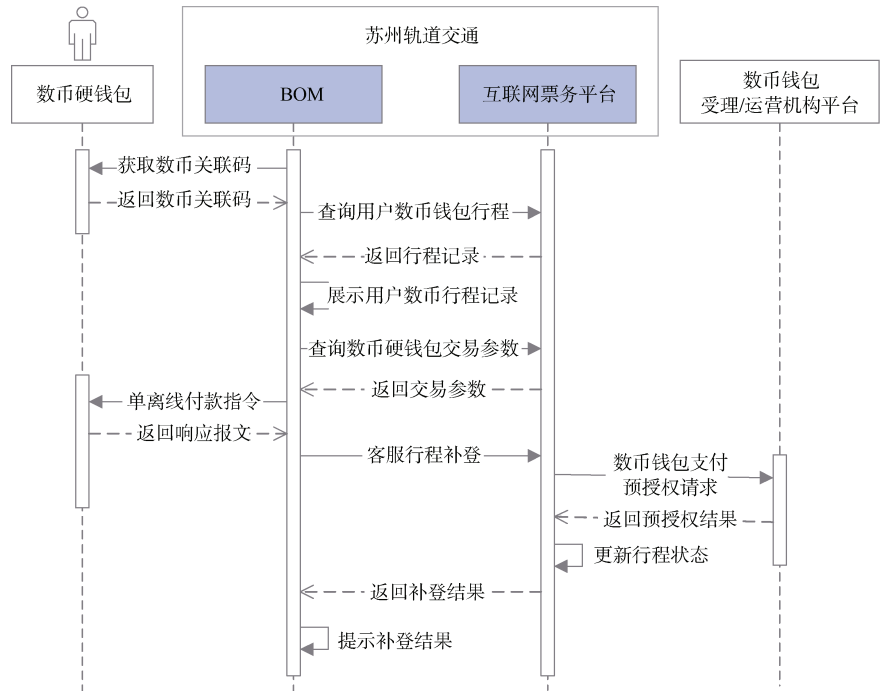 苏州轨道交通
数币硬钱包
BOM
互联网票务平台
数币钱包
受理/运营机构平台
获取数币关联码
返回数币关联码
查询用户数币钱包行程
返回行程记录
展示用户数币行程记录
查询数币硬钱包交易参数
返回交易参数
单离线付款指令
返回响应报文
客服行程补登
数币钱包支付
预授权请求
返回预授权结果
更新行程状态
返回补登结果
提示补登结果